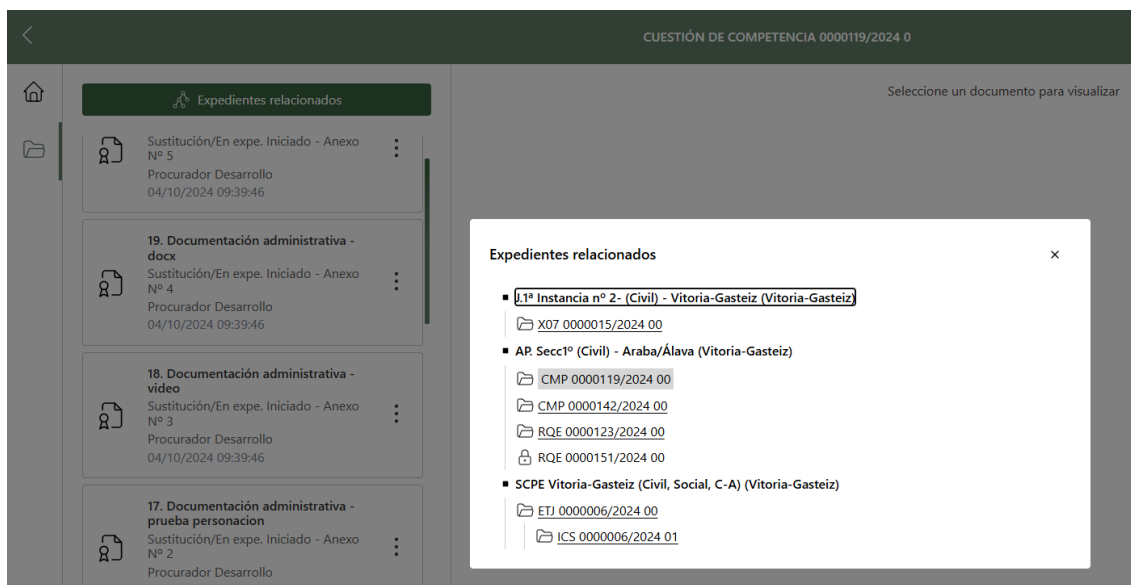 CUESTIÓN DE COMPETENCIA 0000119/2024 0
Expedientes relacionados
Sustitución/En expe. Iniciado - Anexo
Nº 5
Procurador Desarrollo
04/10/2024 09:39:46
19. Documentación administrativa -
docx
Sustitución/En expe. Iniciado - Anexo
Nº 4
Procurador Desarrollo
04/10/2024 09:39:46
18. Documentación administrativa -
video
Sustitución/En expe. Iniciado - Anexo
Nº 3
Procurador Desarrollo
04/10/2024 09:39:46
17. Documentación administrativa -
prueba personacion
Sustitución/En expe. Iniciado - Anexo
Nº 2
Procurador Desarrollo
Seleccione un documento para visualizar
Expedientes relacionados
J.1ª Instancia nº 2- (Civil) - Vitoria-Gasteiz (Vitoria-Gasteiz)
X07 0000015/2024 00
AP. Secc1º (Civil) - Araba/Álava (Vitoria-Gasteiz)
CMP 0000119/2024 00
CMP 0000142/2024 00
RQE 0000123/2024 00
RQE 0000151/2024 00
SCPE Vitoria-Gasteiz (Civil, Social, C-A) (Vitoria-Gasteiz)
ETJ 0000006/2024 00
ICS 0000006/2024 01